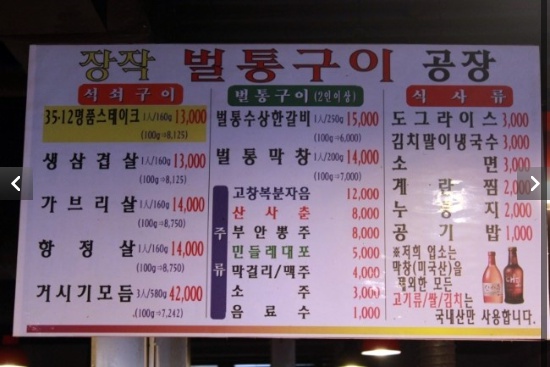 장작 벌통구이 공장
석쇠구이
35·12명품스테이크 1人/160g 13,000
(100g⇒8,125)
생삼겹살 1人/160g 13,000
(100g⇒8,125)
가브리살 1人/160g 14,000
(100g⇒8,750)
항정살 1人/160g 14,000
(100g⇒8,750)
거시기모듬 3人/580g 42,000
(100g⇒7,242)
벌통구이 (2인이상)
벌통수상한갈비 1人/250g 15,000
(100g⇒6,000)
벌통막창 1人/200g 14,000
(100g⇒7,000)
주류
고창복분자음 12,000
산사춘 8,000
부안뽕주 8,000
민들레대포 5,000
막걸리/맥주 4,000
소주 3,000
음료수 1,000
식사류
도그라이스 3,000
김치말이냉국수 3,000
소면 3,000
계란찜 2,000
누룽지 2,000
공기밥 1,000
※저희 업소는
막창(미국산)을
제외한 모든
고기류/쌀/김치는
국내산만 사용합니다.